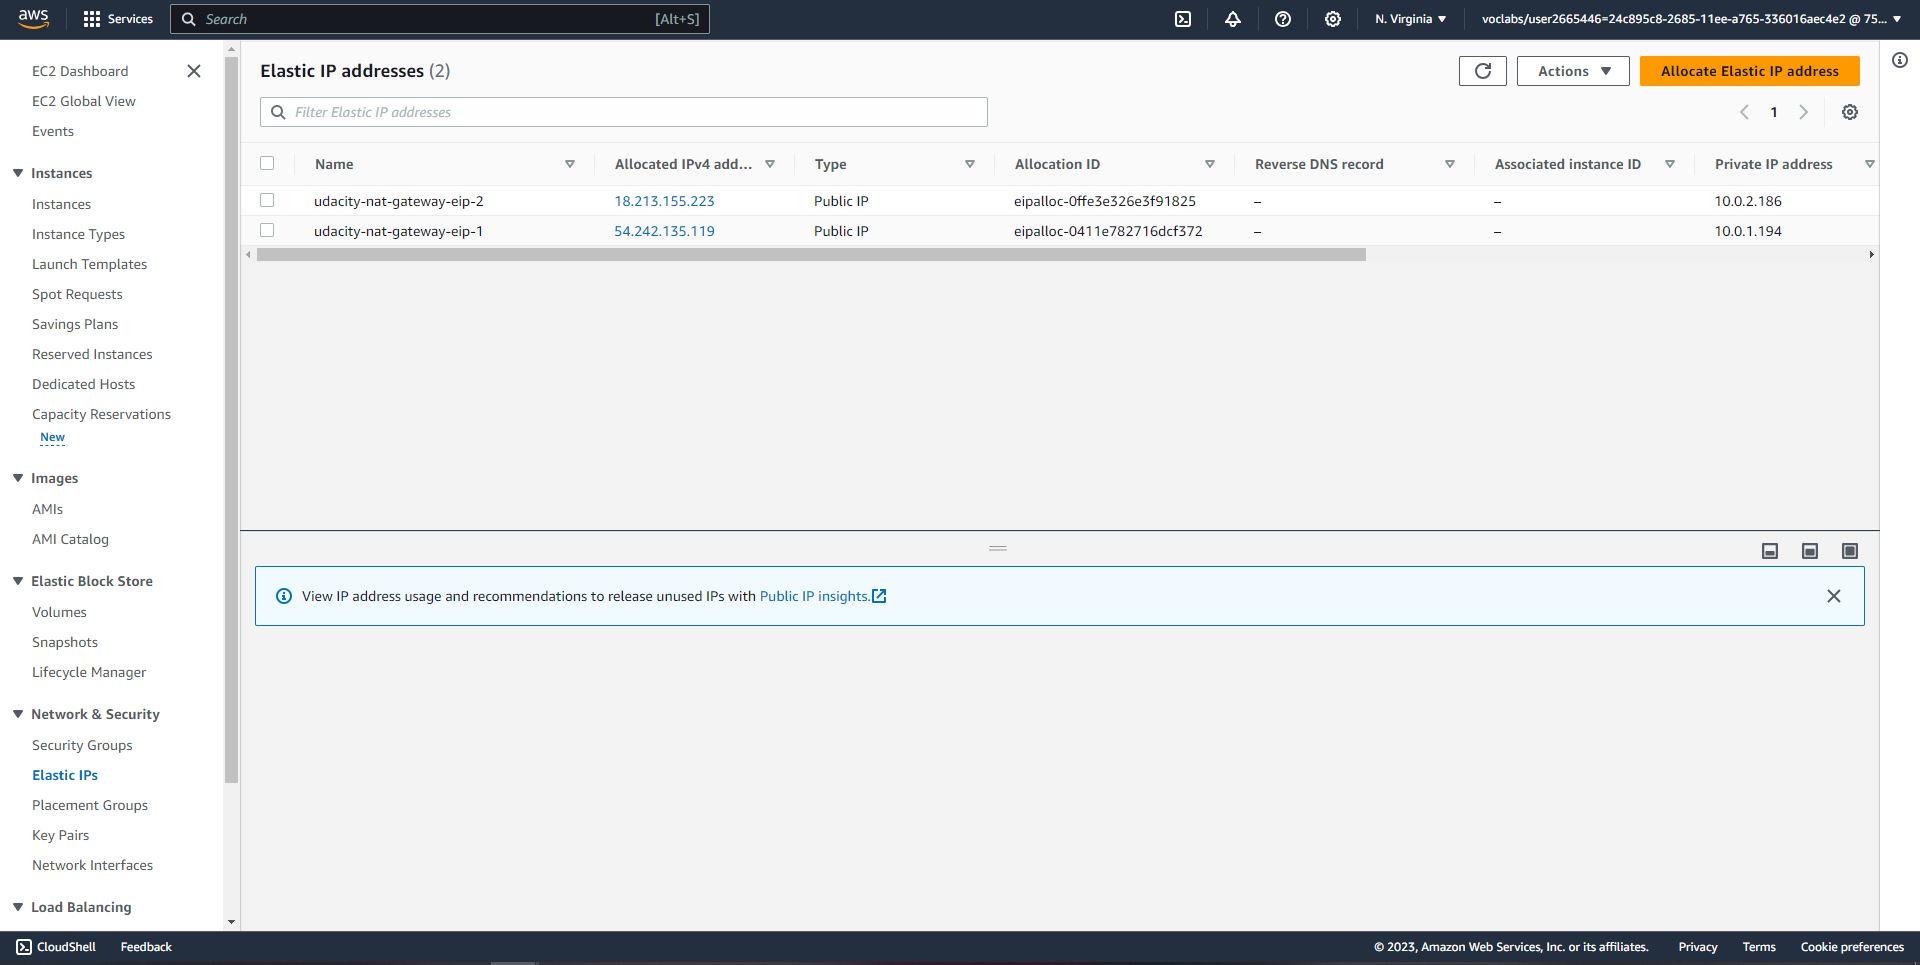 aws
Services
Search
[Alt+S]
N. Virginia
voclabs/user2665446=24c895c8-2685-11ee-a765-336016aec4e2 @ 75...
EC2 Dashboard
EC2 Global View
Events
Instances
Instances
Instance Types
Launch Templates
Spot Requests
Savings Plans
Reserved Instances
Dedicated Hosts
Capacity Reservations
New
Images
AMIs
AMI Catalog
Elastic Block Store
Volumes
Snapshots
Lifecycle Manager
Network & Security
Security Groups
Elastic IPs
Placement Groups
Key Pairs
Network Interfaces
Load Balancing
Elastic IP addresses (2)
Actions
Allocate Elastic IP address
Filter Elastic IP addresses
1
Name Allocated IPv4 add... Type Allocation ID Reverse DNS record Associated instance ID Private IP address
udacity-nat-gateway-eip-2 18.213.155.223 Public IP eipalloc-0ffe3e326e3f91825 – – 10.0.2.186
udacity-nat-gateway-eip-1 54.242.135.119 Public IP eipalloc-0411e782716dcf372 – – 10.0.1.194
View IP address usage and recommendations to release unused IPs with Public IP insights.
CloudShell
Feedback
© 2023, Amazon Web Services, Inc. or its affiliates.
Privacy
Terms
Cookie preferences